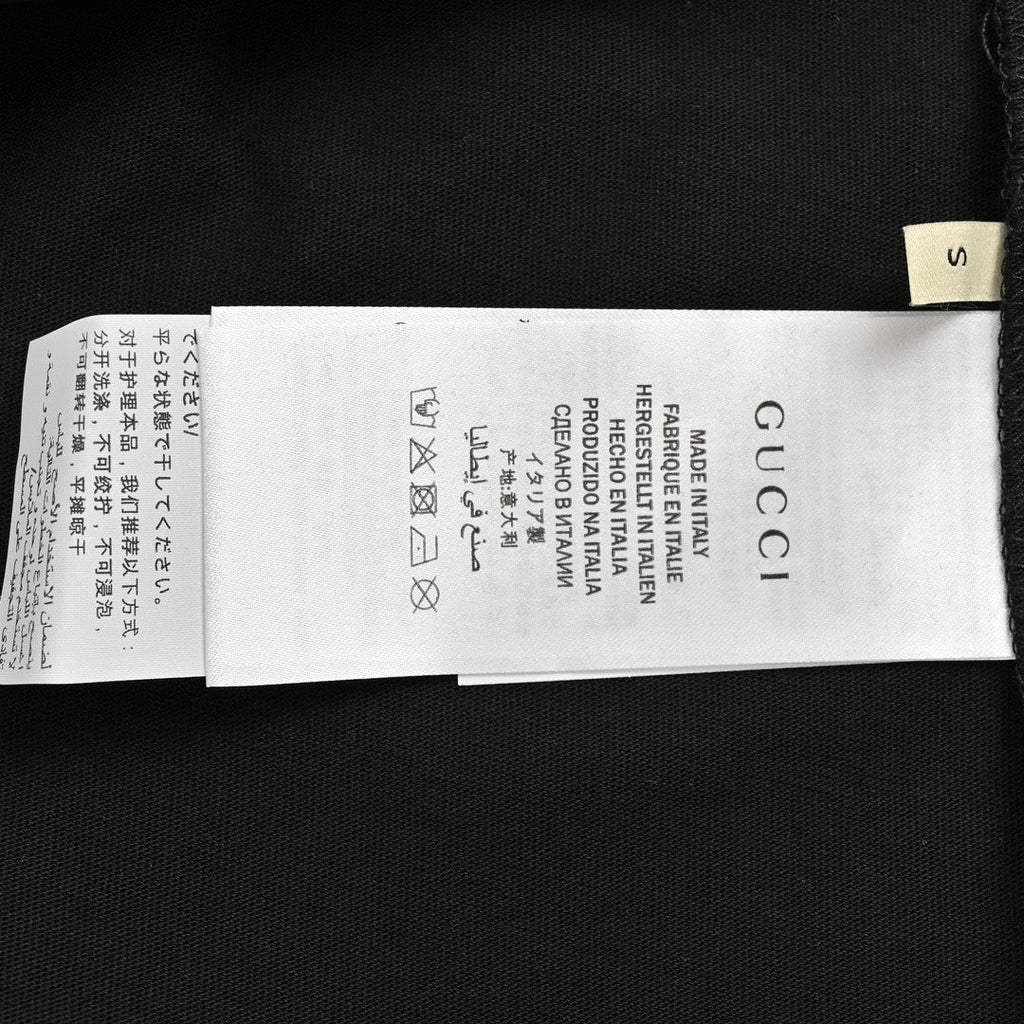 S
GUCCI
MADE IN ITALY
FABRIQUE EN ITALIE
HERGESTELLT IN ITALIEN
HECHO EN ITALIA
PRODUZIDO NA ITALIA
СДЕЛАНО В ИТАЛИИ
イタリア製
产地:意大利
صنع في إيطاليا
でください/
平らな状態で干してください。
对于护理本品，我们推荐以下方式：
分开洗涤，不可绞拧，不可浸泡，
不可翻转干燥，平摊晾干